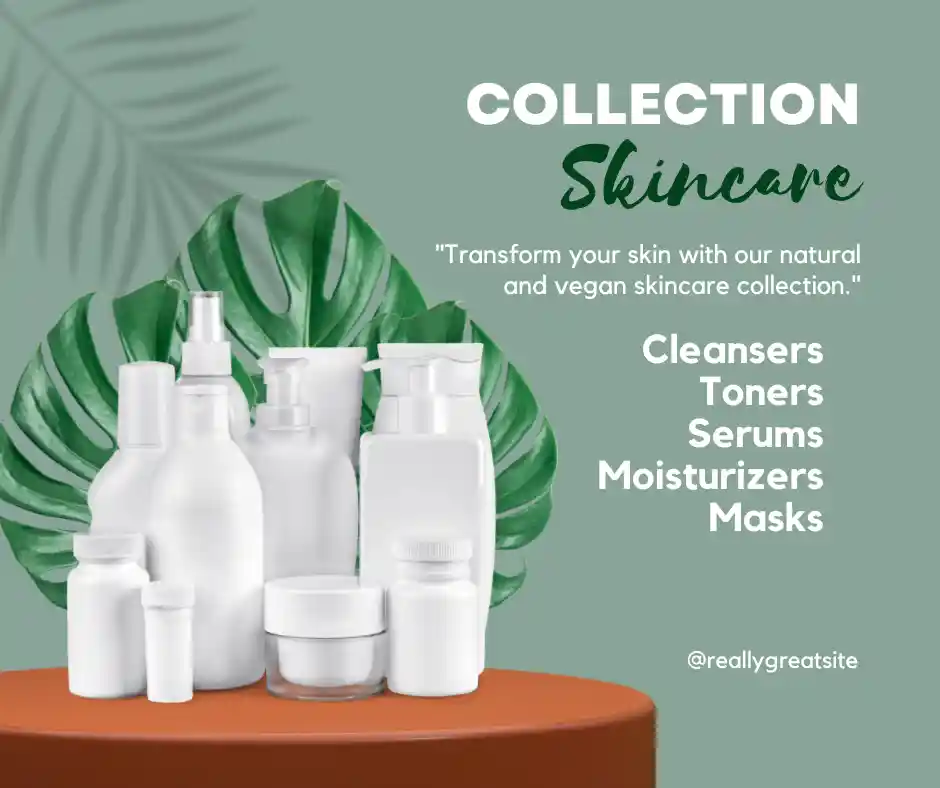 COLLECTION
Skincare
"Transform your skin with our natural
and vegan skincare collection."
Cleansers
Toners
Serums
Moisturizers
Masks
@reallygreatsite